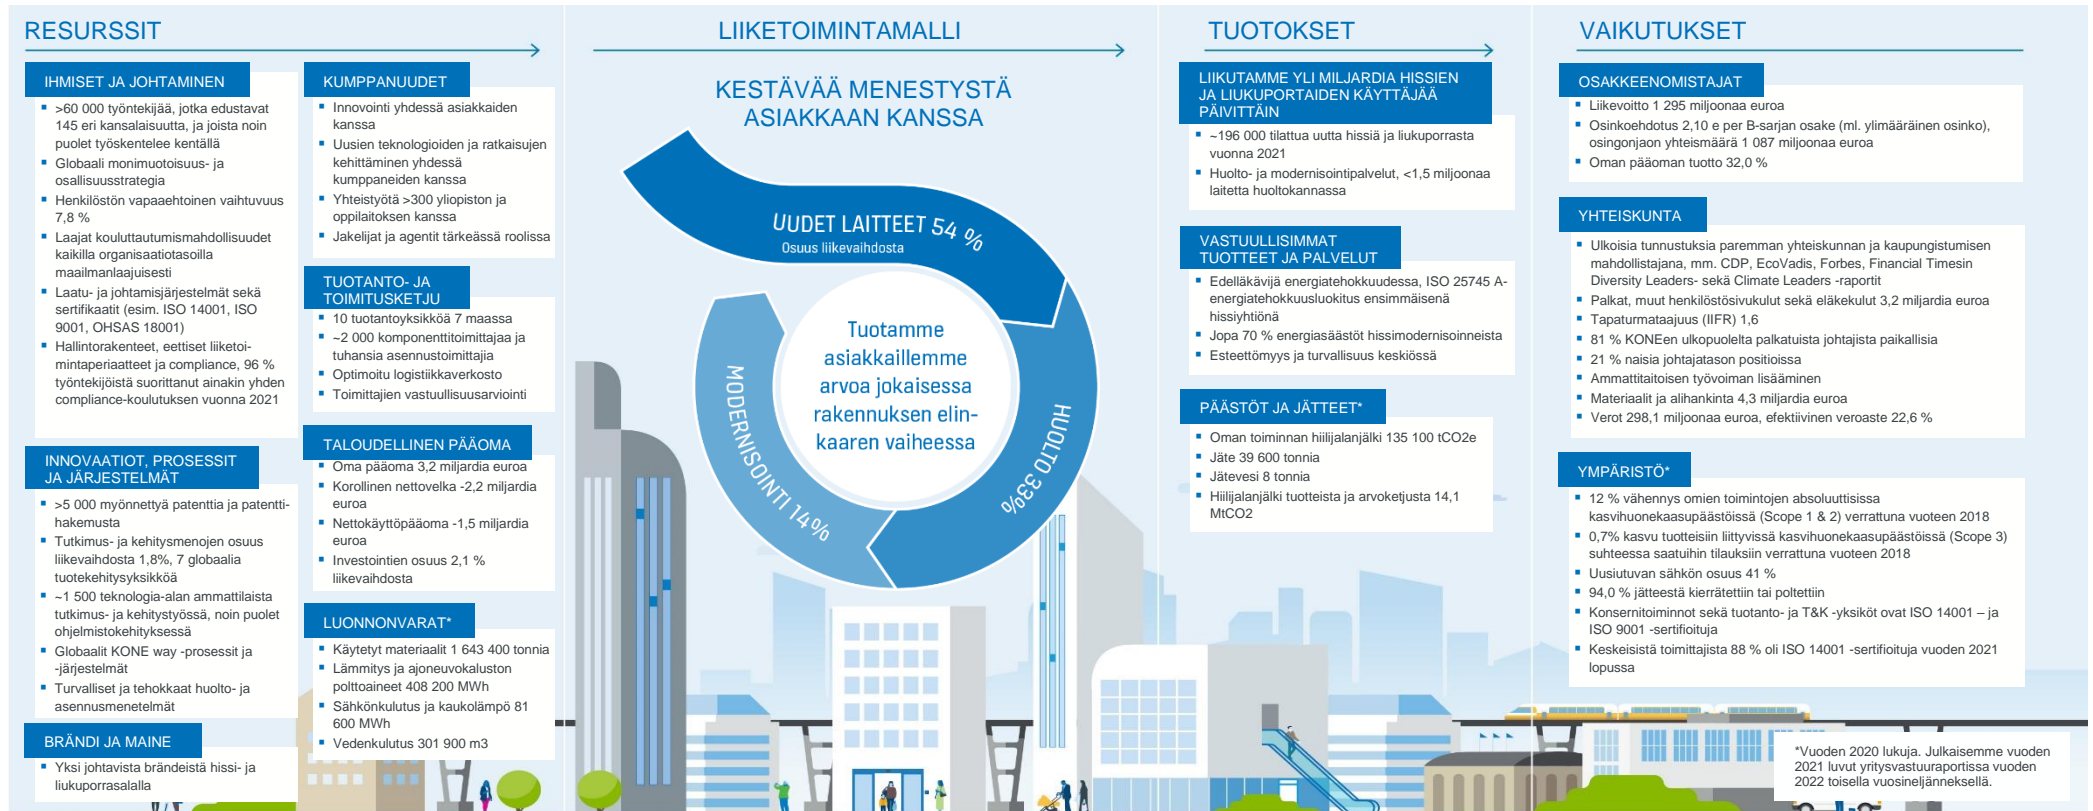 RESURSSIT
IHMISET JA JOHTAMINEN
>60 000 työntekijää, jotka edustavat
145 eri kansalaisuutta, ja joista noin
puolet työskentelee kentällä
Globaali monimuotoisuus- ja
osallisuusstrategia
Henkilöstön vapaaehtoinen vaihtuvuus
7,8 %
Laajat kouluttautumismahdollisuudet
kaikilla organisaatiotasoilla
maailmanlaajuisesti
Laatu- ja johtamisjärjestelmät sekä
sertifikaatit (esim. ISO 14001, ISO
9001, OHSAS 18001)
Hallintorakenteet, eettiset liiketoi-
mintaperiaatteet ja compliance, 96 %
työntekijöistä suorittanut ainakin yhden
compliance-koulutuksen vuonna 2021
INNOVAATIOT, PROSESSIT
JA JÄRJESTELMÄT
>5 000 myönnettyä patenttia ja patentti-
hakemusta
Tutkimus- ja kehitysmenojen osuus
liikevaihdosta 1,8%, 7 globaalia
tuotekehitysyksikköä
~1 500 teknologia-alan ammattilaista
tutkimus- ja kehitystyössä, noin puolet
ohjelmistokehityksessä
Globaalit KONE way -prosessit ja
-järjestelmät
Turvalliset ja tehokkaat huolto- ja
asennusmenetelmät
BRÄNDI JA MAINE
Yksi johtavista brändeistä hissi- ja
liukuporrasalalla
KUMPPANUUDET
Innovointi yhdessä asiakkaiden
kanssa
Uusien teknologioiden ja ratkaisujen
kehittäminen yhdessä
kumppaneiden kanssa
Yhteistyötä >300 yliopiston ja
oppilaitoksen kanssa
Jakelijat ja agentit tärkeässä roolissa
TUOTANTO- JA
TOIMITUSKETJU
10 tuotantoyksikköä 7 maassa
~2 000 komponenttitoimittajaa ja
tuhansia asennustoimittajia
Optimoitu logistiikkaverkosto
Toimittajien vastuullisuusarviointi
TALOUDELLINEN PÄÄOMA
Oma pääoma 3,2 miljardia euroa
Korollinen nettovelka -2,2 miljardia
euroa
Nettokäyttöpääoma -1,5 miljardia
euroa
Investointien osuus 2,1 %
liikevaihdosta
LUONNONVARAT*
Käytetyt materiaalit 1 643 400 tonnia
Lämmitys ja ajoneuvokaluston
polttoaineet 408 200 MWh
Sähkönkulutus ja kaukolämpö 81
600 MWh
Vedenkulutus 301 900 m3
LIIKETOIMINTAMALLI
KESTÄVÄÄ MENESTYSTÄ
ASIAKKAAN KANSSA
UUDET LAITTEET 54 %
Osuus liikevaihdosta
HUOLTO 33%
MODERNISOINTI 14%
Tuotamme
asiakkaillemme
arvoa jokaisessa
rakennuksen elin-
kaaren vaiheessa
TUOTOKSET
LIIKUTAMME YLI MILJARDIA HISSIEN
JA LIUKUPORTAIDEN KÄYTTÄJÄÄ
PÄIVITTÄIN
~196 000 tilattua uutta hissiä ja liukuporrasta
vuonna 2021
Huolto- ja modernisointipalvelut, <1,5 miljoonaa
laitetta huoltokannassa
VASTUULLISIMMAT
TUOTTEET JA PALVELUT
Edelläkävijä energiatehokkuudessa, ISO 25745 A-
energiatehokkuusluokitus ensimmäisenä
hissiyhtiönä
Jopa 70 % energiasäästöt hissimodernisoinneista
Esteettömyys ja turvallisuus keskiössä
PÄÄSTÖT JA JÄTTEET*
Oman toiminnan hiilijalanjälki 135 100 tCO2e
Jäte 39 600 tonnia
Jätevesi 8 tonnia
Hiilijalanjälki tuotteista ja arvoketjusta 14,1
MtCO2
VAIKUTUKSET
OSAKKEENOMISTAJAT
Liikevoitto 1 295 miljoonaa euroa
Osinkoehdotus 2,10 e per B-sarjan osake (ml. ylimääräinen osinko),
osingonjaon yhteismäärä 1 087 miljoonaa euroa
Oman pääoman tuotto 32,0 %
YHTEISKUNTA
Ulkoisia tunnustuksia paremman yhteiskunnan ja kaupungistumisen
mahdollistajana, mm. CDP, EcoVadis, Forbes, Financial Timesin
Diversity Leaders- sekä Climate Leaders -raportit
Palkat, muut henkilöstösivukulut sekä eläkekulut 3,2 miljardia euroa
Tapaturmataajuus (IIFR) 1,6
81 % KONEen ulkopuolelta palkatuista johtajista paikallisia
21 % naisia johtajatason positioissa
Ammattitaitoisen työvoiman lisääminen
Materiaalit ja alihankinta 4,3 miljardia euroa
Verot 298,1 miljoonaa euroa, efektiivinen veroaste 22,6 %
YMPÄRISTÖ*
12 % vähennys omien toimintojen absoluuttisissa
kasvihuonekaasupäästöissä (Scope 1 & 2) verrattuna vuoteen 2018
0,7% kasvu tuotteisiin liittyvissä kasvihuonekaasupäästöissä (Scope 3)
suhteessa saatuihin tilauksiin verrattuna vuoteen 2018
Uusiutuvan sähkön osuus 41 %
94,0 % jätteestä kierrätettiin tai poltettiin
Konsernitoiminnot sekä tuotanto- ja T&K -yksiköt ovat ISO 14001 – ja
ISO 9001 -sertifioituja
Keskeisistä toimittajista 88 % oli ISO 14001 -sertifioituja vuoden 2021
lopussa
*Vuoden 2020 lukuja. Julkaisemme vuoden
2021 luvut yritysvastuuraportissa vuoden
2022 toisella vuosineljänneksellä.